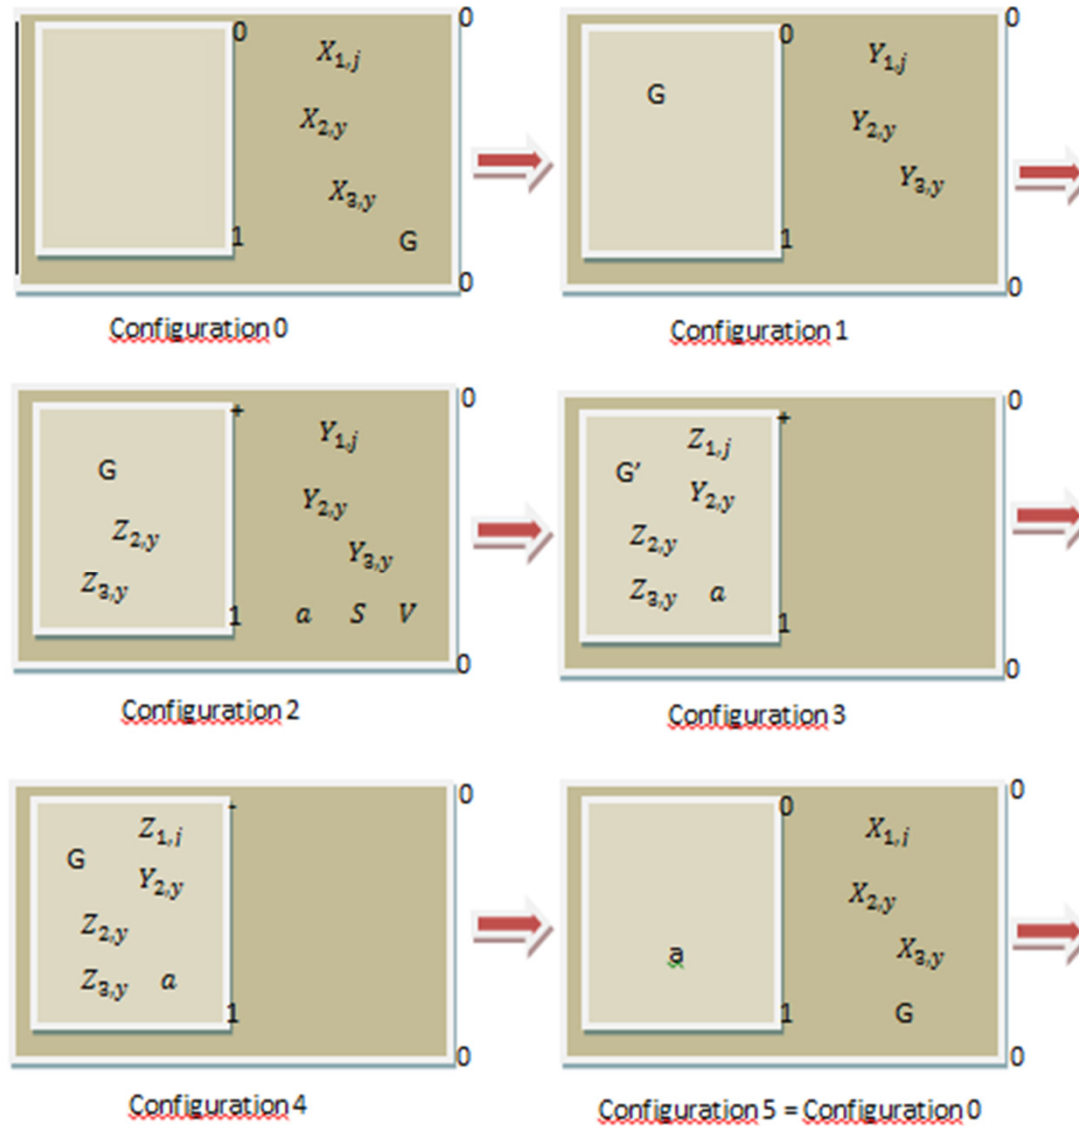 0 0
X1,j
X2,y
X3,y
1 G
0
Configuration 0
0 0
G Y1,j
Y2,y
Y3,y
1
0
Configuration 1
+ 0
G Y1,j
Z2,y Y2,y
Z3,y Y3,y
1 a S V
0
Configuration 2
+ 0
Z1,j
G′ Y2,y
Z2,y
Z3,y a
1
0
Configuration 3
- 0
Z1,j
G Y2,y
Z2,y
Z3,y a
1
0
Configuration 4
0 0
X1,j
X2,y
a X3,y
1 G
0
Configuration 5 = Configuration 0